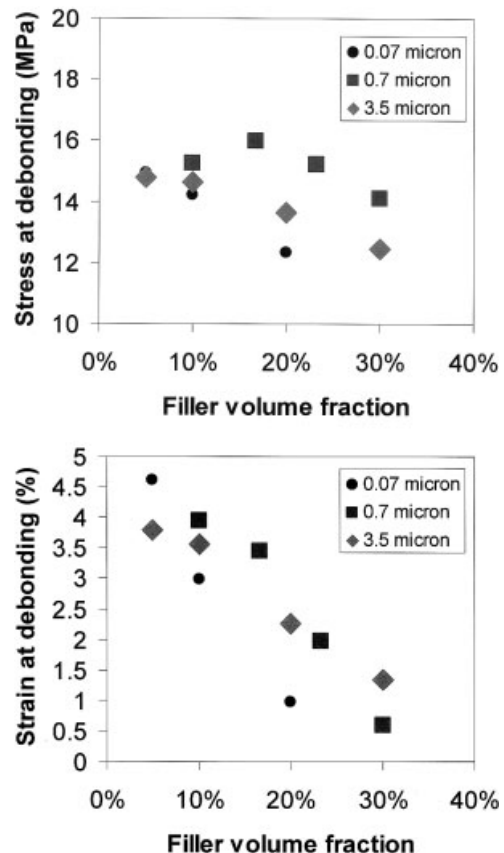 20
18
16
14
12
10
Stress at debonding (MPa)
0.07 micron
0.7 micron
3.5 micron
0% 10% 20% 30% 40%
Filler volume fraction
5
4.5
4
3.5
3
2.5
2
1.5
1
0.5
0
Strain at debonding (%)
0.07 micron
0.7 micron
3.5 micron
0% 10% 20% 30% 40%
Filler volume fraction